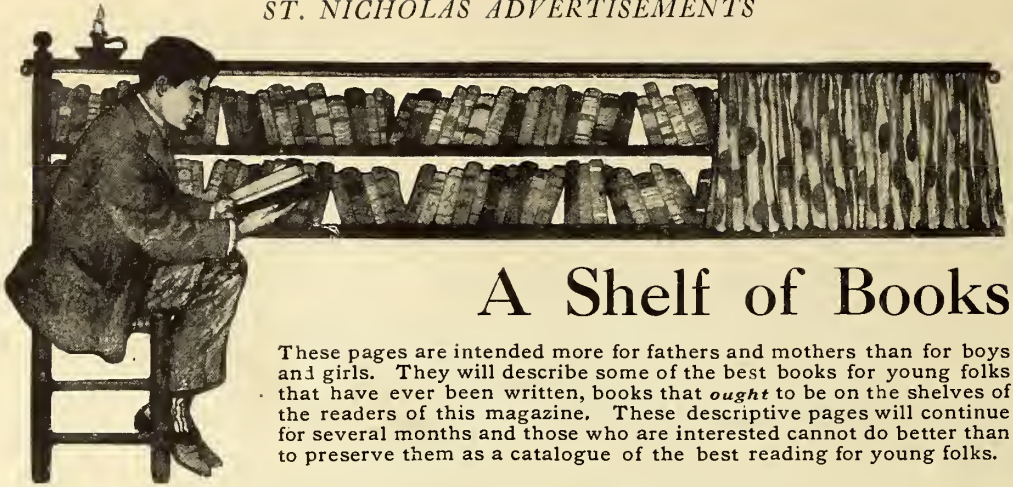 ST. NICHOLAS ADVERTISEMENTS
A Shelf of Books
These pages are intended more for fathers and mothers than for boys
and girls. They will describe some of the best books for young folks
that have ever been written, books that ought to be on the shelves of
the readers of this magazine. These descriptive pages will continue
for several months and those who are interested cannot do better than
to preserve them as a catalogue of the best reading for young folks.